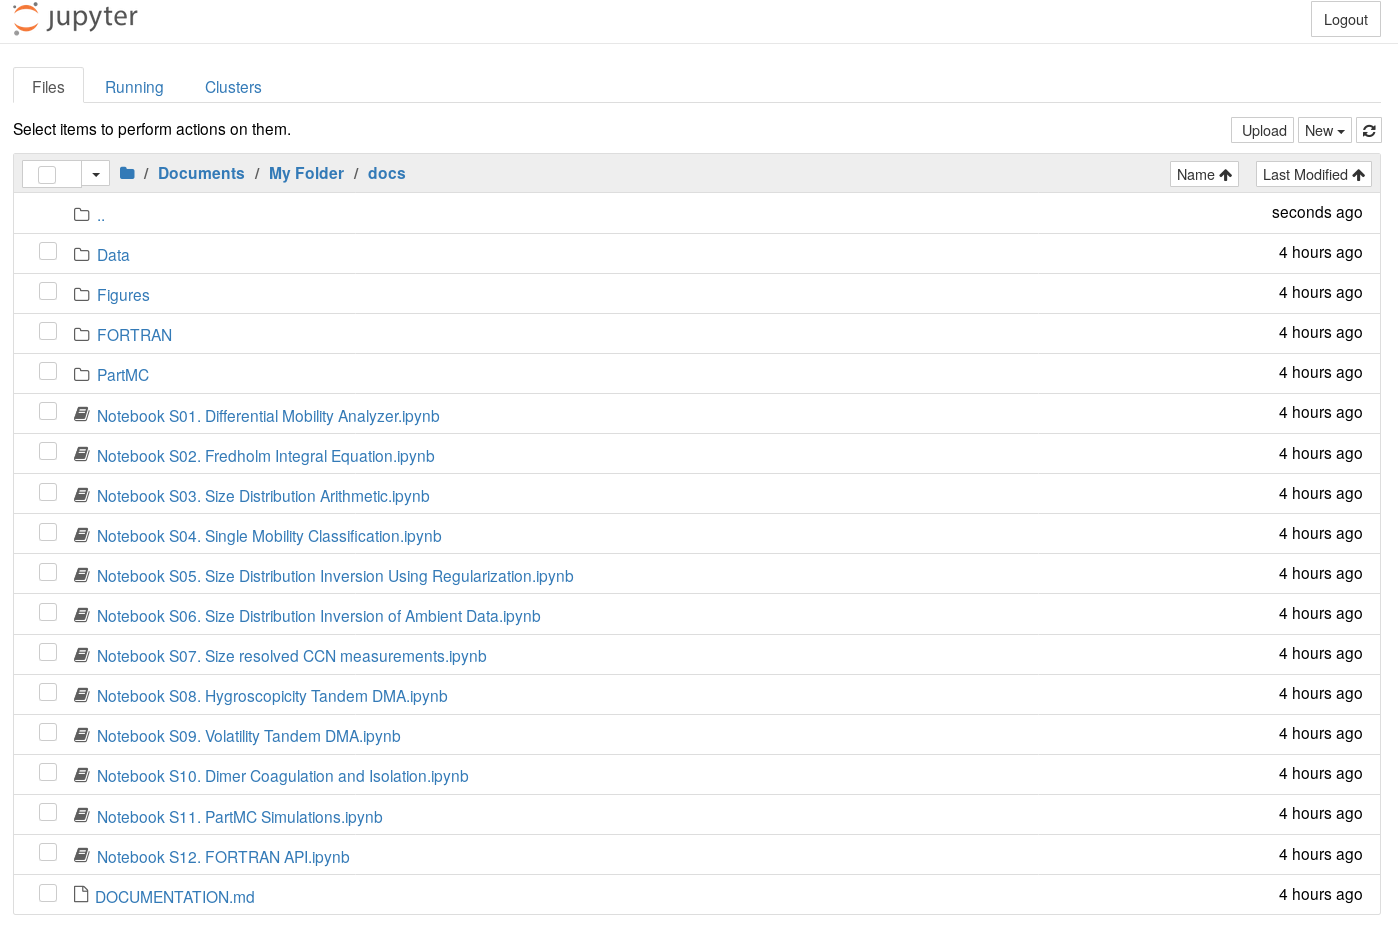 jupyter
Logout
Files Running Clusters
Select items to perform actions on them.
Upload New
/ Documents / My Folder / docs
Name Last Modified
.. seconds ago
Data 4 hours ago
Figures 4 hours ago
FORTRAN 4 hours ago
PartMC 4 hours ago
Notebook S01. Differential Mobility Analyzer.ipynb 4 hours ago
Notebook S02. Fredholm Integral Equation.ipynb 4 hours ago
Notebook S03. Size Distribution Arithmetic.ipynb 4 hours ago
Notebook S04. Single Mobility Classification.ipynb 4 hours ago
Notebook S05. Size Distribution Inversion Using Regularization.ipynb 4 hours ago
Notebook S06. Size Distribution Inversion of Ambient Data.ipynb 4 hours ago
Notebook S07. Size resolved CCN measurements.ipynb 4 hours ago
Notebook S08. Hygroscopicity Tandem DMA.ipynb 4 hours ago
Notebook S09. Volatility Tandem DMA.ipynb 4 hours ago
Notebook S10. Dimer Coagulation and Isolation.ipynb 4 hours ago
Notebook S11. PartMC Simulations.ipynb 4 hours ago
Notebook S12. FORTRAN API.ipynb 4 hours ago
DOCUMENTATION.md 4 hours ago